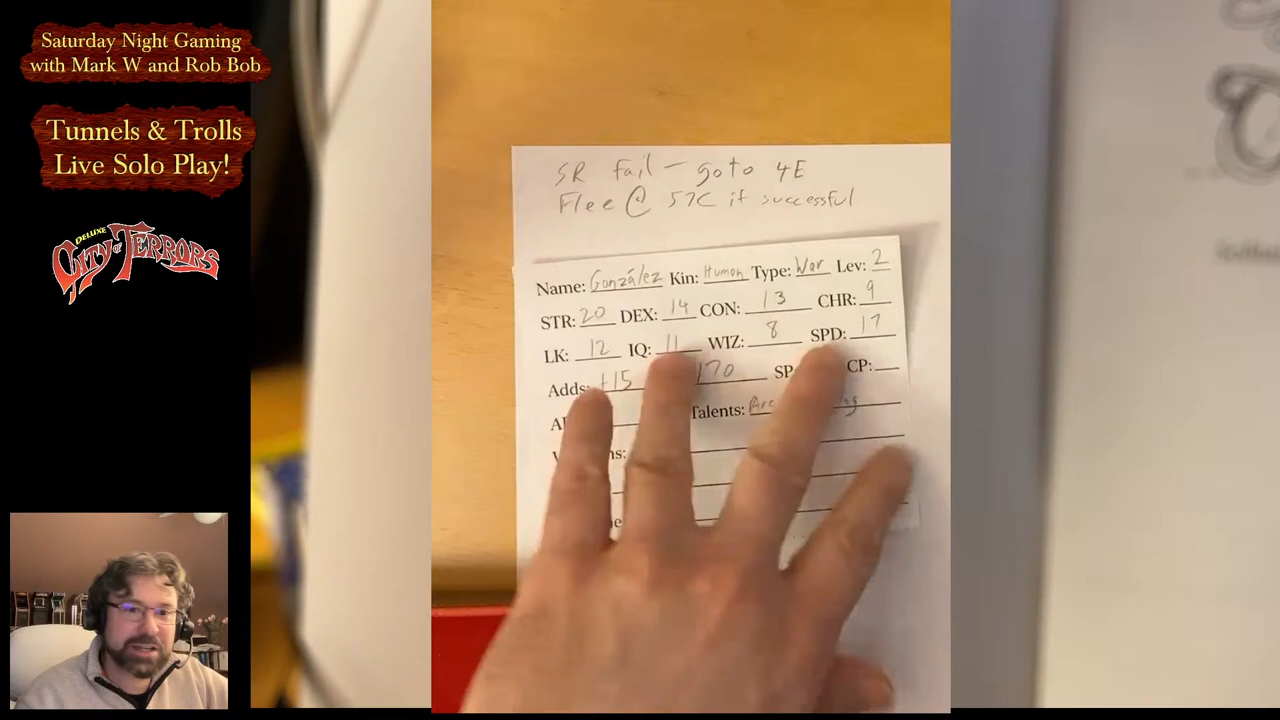 Saturday Night Gaming
with Mark W and Rob Bob
Tunnels & Trolls
Live Solo Play!
DELUXE
CITY OF TERRORS
SR fail - goto 4E
Flee @ 57C if successful
Name: González Kin: Human Type: War Lev: 2
STR: 20 DEX: 14 CON: 13 CHR: 9
LK: 12 IQ: 11 WIZ: 8 SPD: 17
Adds: +15 170 SP CP:
Talents: